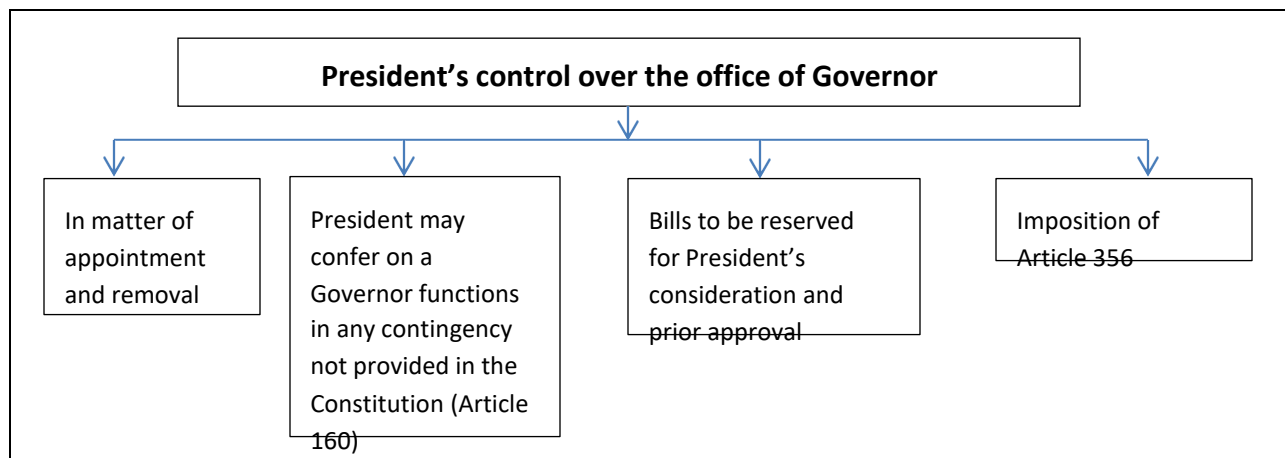 President’s control over the office of Governor
In matter of
appointment
and removal
President may
confer on a
Governor functions
in any contingency
not provided in the
Constitution (Article
160)
Bills to be reserved
for President’s
consideration and
prior approval
Imposition of
Article 356